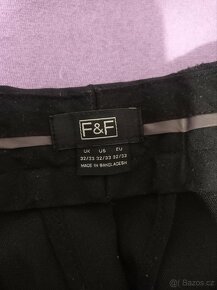 F&F
UK US EU
32/33 32/33 32/33
MADE IN BANGLADESH
Bazos.cz